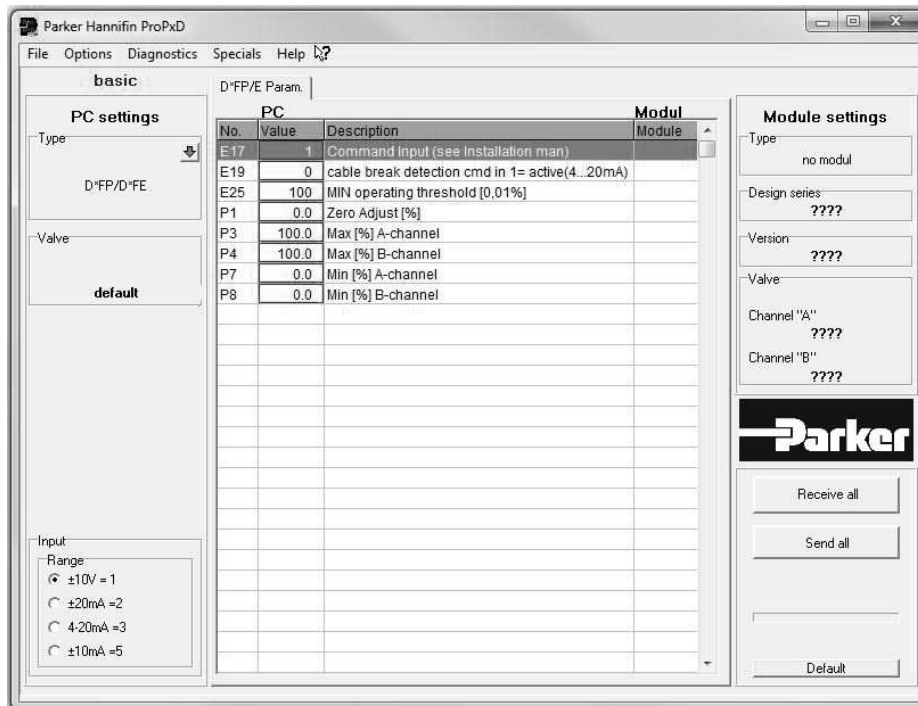 Parker Hannifin ProPxD
File Options Diagnostics Specials Help ?
basic
PC settings
Type
D*FP/D*FE
Valve
default
Input
Range
±10V = 1
±20mA =2
4-20mA =3
±10mA =5
D*FP/E Param.
PC Modul
No. Value Description Module
E17 1 Command Input (see Installation man)
E19 0 cable break detection cmd in 1= active(4...20mA)
E25 100 MIN operating threshold [0,01%]
P1 0.0 Zero Adjust [%]
P3 100.0 Max [%] A-channel
P4 100.0 Max [%] B-channel
P7 0.0 Min [%] A-channel
P8 0.0 Min [%] B-channel
Module settings
Type
no modul
Design series
????
Version
????
Valve
Channel "A"
????
Channel "B"
????
Parker
Receive all
Send all
Default